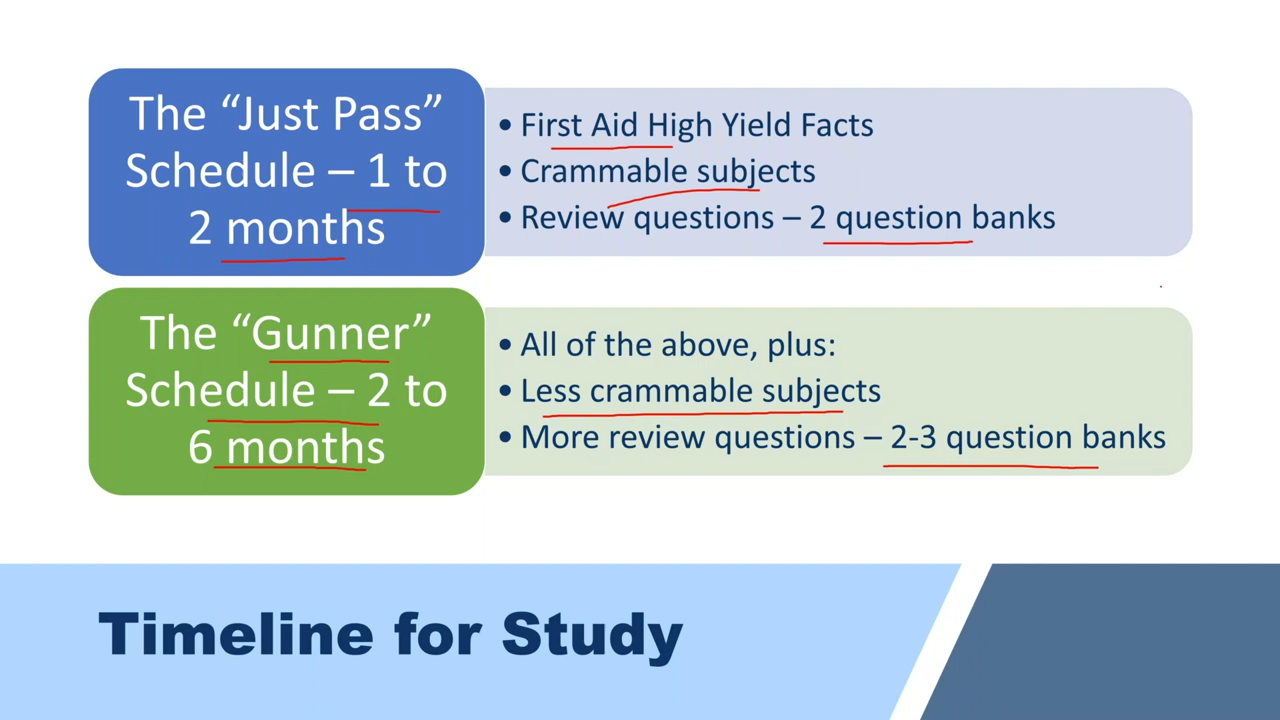 The “Just Pass”
Schedule – 1 to
2 months
• First Aid High Yield Facts
• Crammable subjects
• Review questions – 2 question banks
The “Gunner”
Schedule – 2 to
6 months
• All of the above, plus:
• Less crammable subjects
• More review questions – 2-3 question banks
Timeline for Study